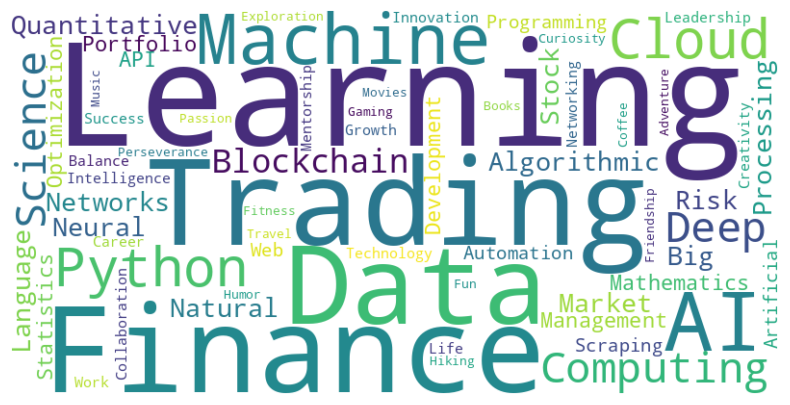 Quantitative
Exploration
Innovation
Programming
Leadership
Machine
Cloud
Portfolio
Curiosity
API
Learning
Music
Movies
Mentorship
Stock
Networking
Science
Optimization
Success
Passion
Gaming
Growth
Books
Coffee
Adventure
Creativity
Processing
Perseverance
Balance
Blockchain
Development
Algorithmic
Intelligence
Trading
Networks
Neural
Fitness
Friendship
Risk
Deep
Career
Travel
Web
Technology
Automation
Big
Language
Statistics
Python
Data
Fun
Mathematics
Artificial
Collaboration
Natural
Humor
Market
Management
AI
Finance
Life
Hiking
Scraping
Computing
Work